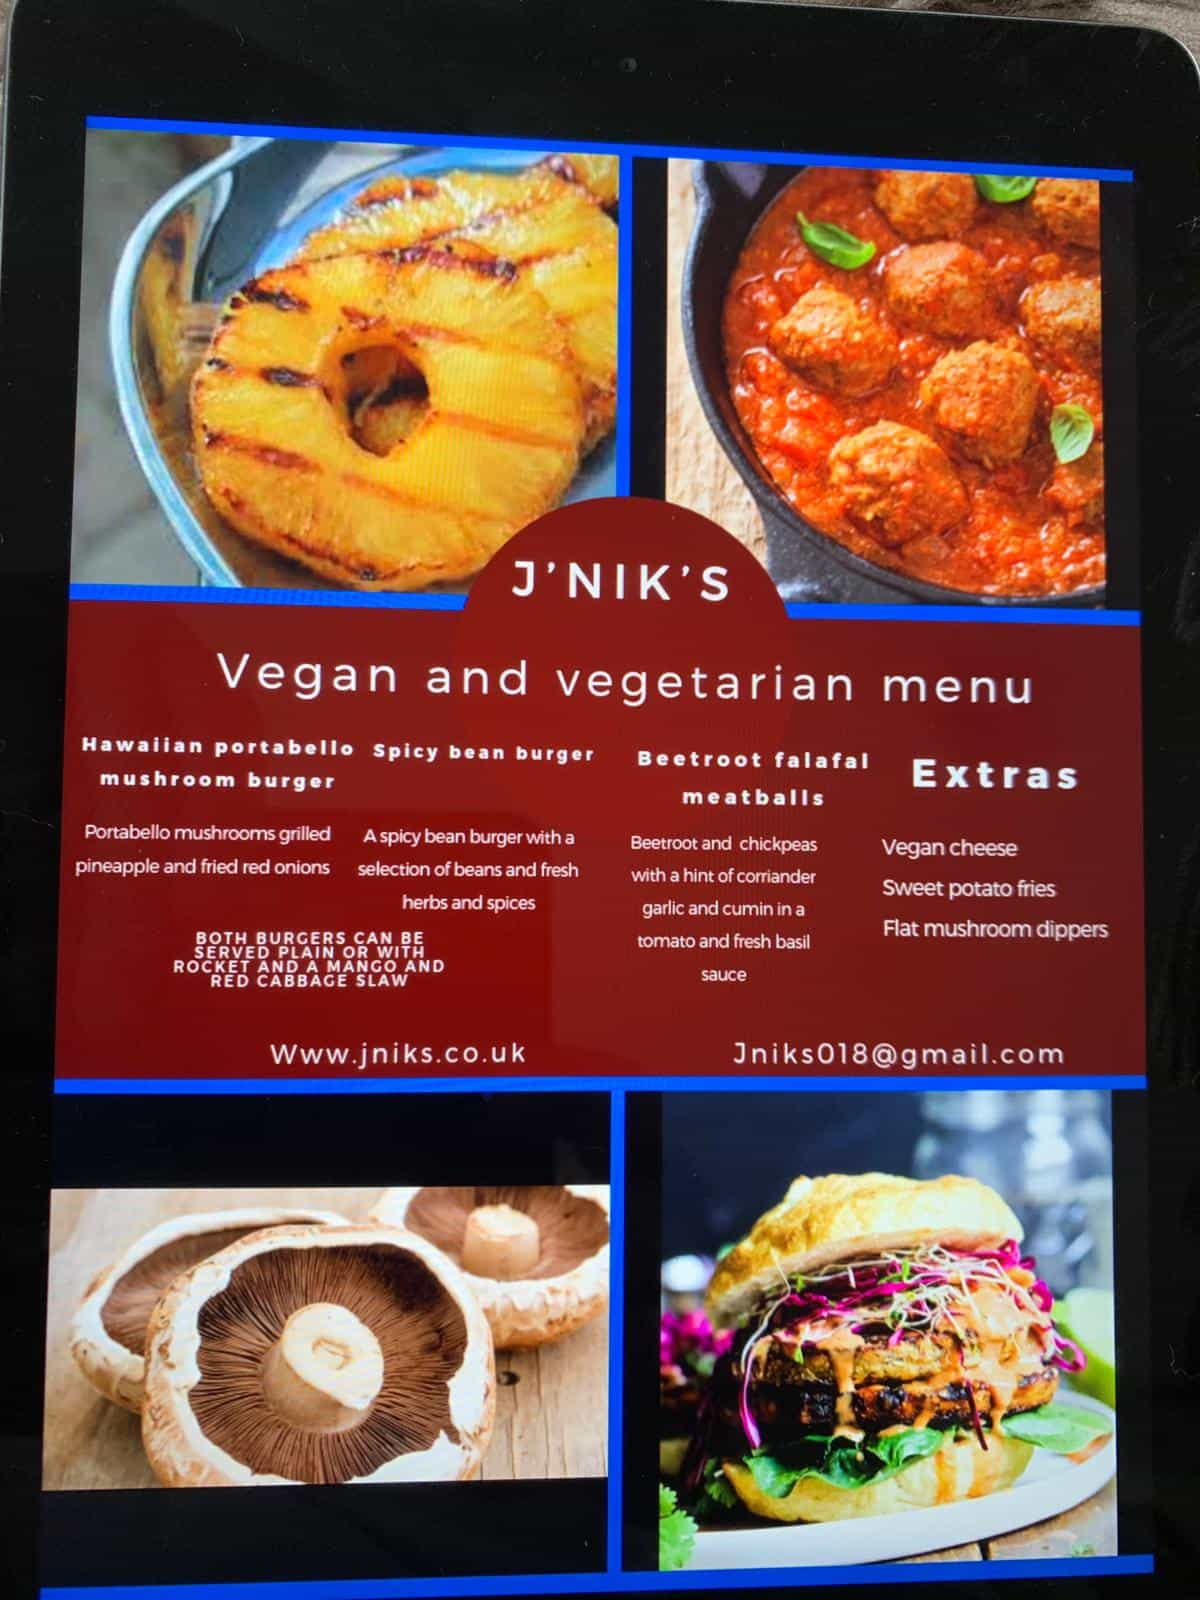 J'NIK'S
Vegan and vegetarian menu
Hawaiian portabello
mushroom burger
Portabello mushrooms grilled
pineapple and fried red onions
Spicy bean burger
A spicy bean burger with a
selection of beans and fresh
herbs and spices
BOTH BURGERS CAN BE
SERVED PLAIN OR WITH
ROCKET AND A MANGO AND
RED CABBAGE SLAW
Beetroot falafal
meatballs
Beetroot and chickpeas
with a hint of corriander
garlic and cumin in a
tomato and fresh basil
sauce
Extras
Vegan cheese
Sweet potato fries
Flat mushroom dippers
Www.jniks.co.uk
Jniks018@gmail.com